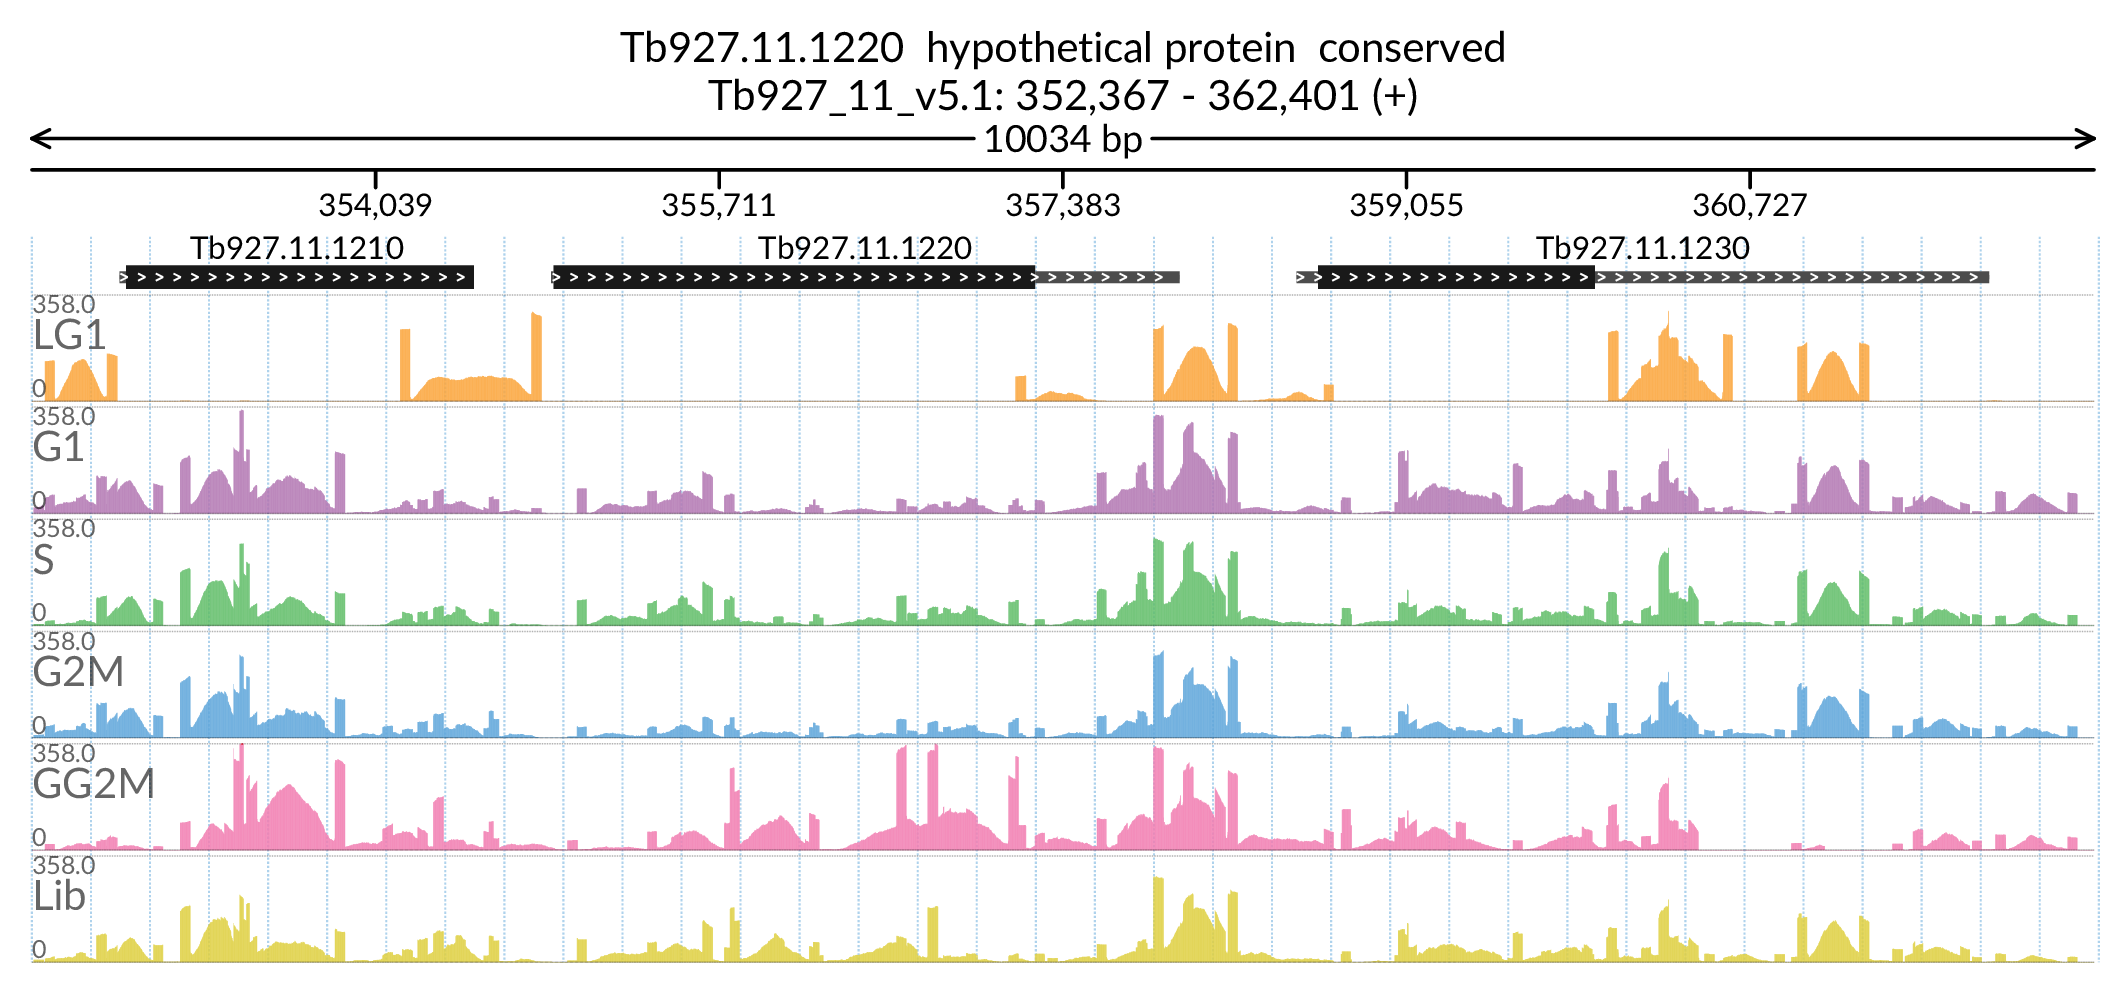 Tb927.11.1220  hypothetical protein  conserved
Tb927_11_v5.1: 352,367 - 362,401 (+)
10034 bp
354,039 355,711 357,383 359,055 360,727
Tb927.11.1210 Tb927.11.1220 Tb927.11.1230
358.0
LG1
0
358.0
G1
0
358.0
S
0
358.0
G2M
0
358.0
GG2M
0
358.0
Lib
0